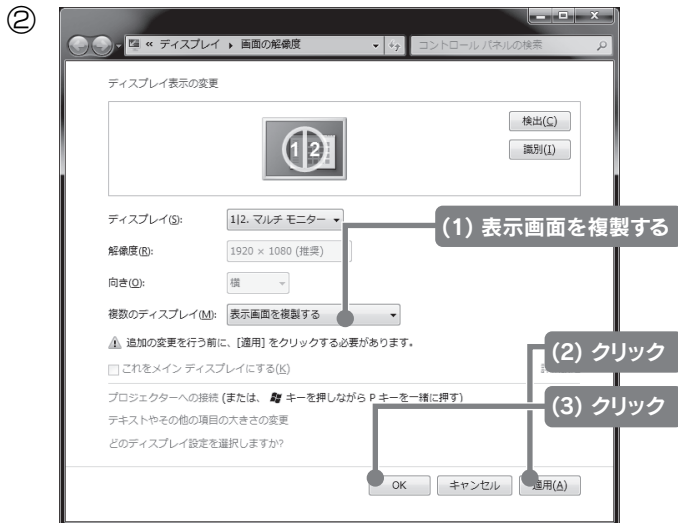 ②
« ディスプレイ ▸ 画面の解像度
コントロール パネルの検索
ディスプレイ表示の変更
1 2
検出(C)
識別(I)
ディスプレイ(S): 1|2. マルチ モニター
(1) 表示画面を複製する
解像度(R): 1920 × 1080 (推奨)
向き(O): 横
複数のディスプレイ(M): 表示画面を複製する
追加の変更を行う前に、[適用] をクリックする必要があります。
(2) クリック
これをメイン ディスプレイにする(K)
プロジェクターへの接続 (または、 キーを押しながら P キーを一緒に押す)
(3) クリック
テキストやその他の項目の大きさの変更
どのディスプレイ設定を選択しますか?
OK キャンセル 適用(A)